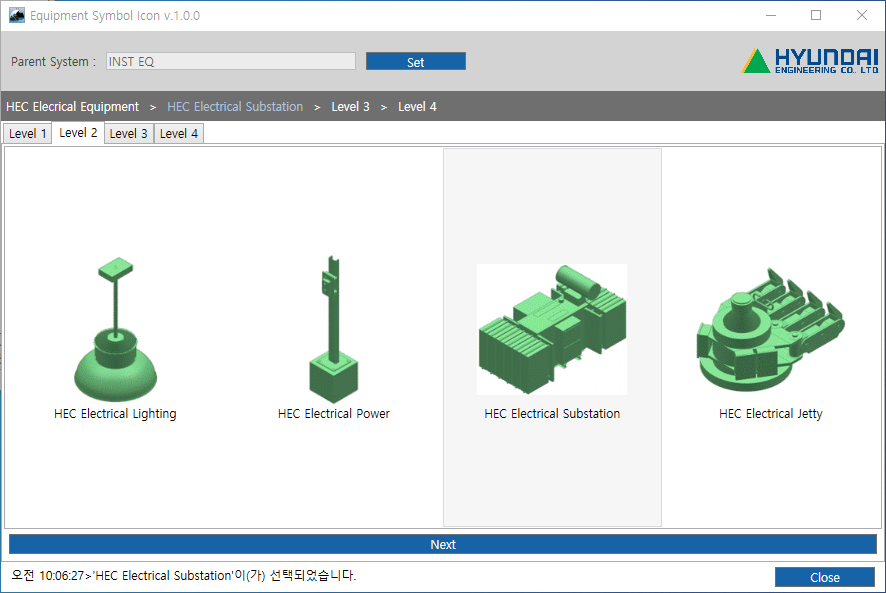 Equipment Symbol Icon v.1.0.0
Parent System : INST EQ Set
HYUNDAI
ENGINEERING CO., LTD.
HEC Electrical Equipment > HEC Electrical Substation > Level 3 > Level 4
Level 1 Level 2 Level 3 Level 4
HEC Electrical Lighting HEC Electrical Power HEC Electrical Substation HEC Electrical Jetty
Next
오전 10:06:27>'HEC Electrical Substation'이(가) 선택되었습니다.
Close